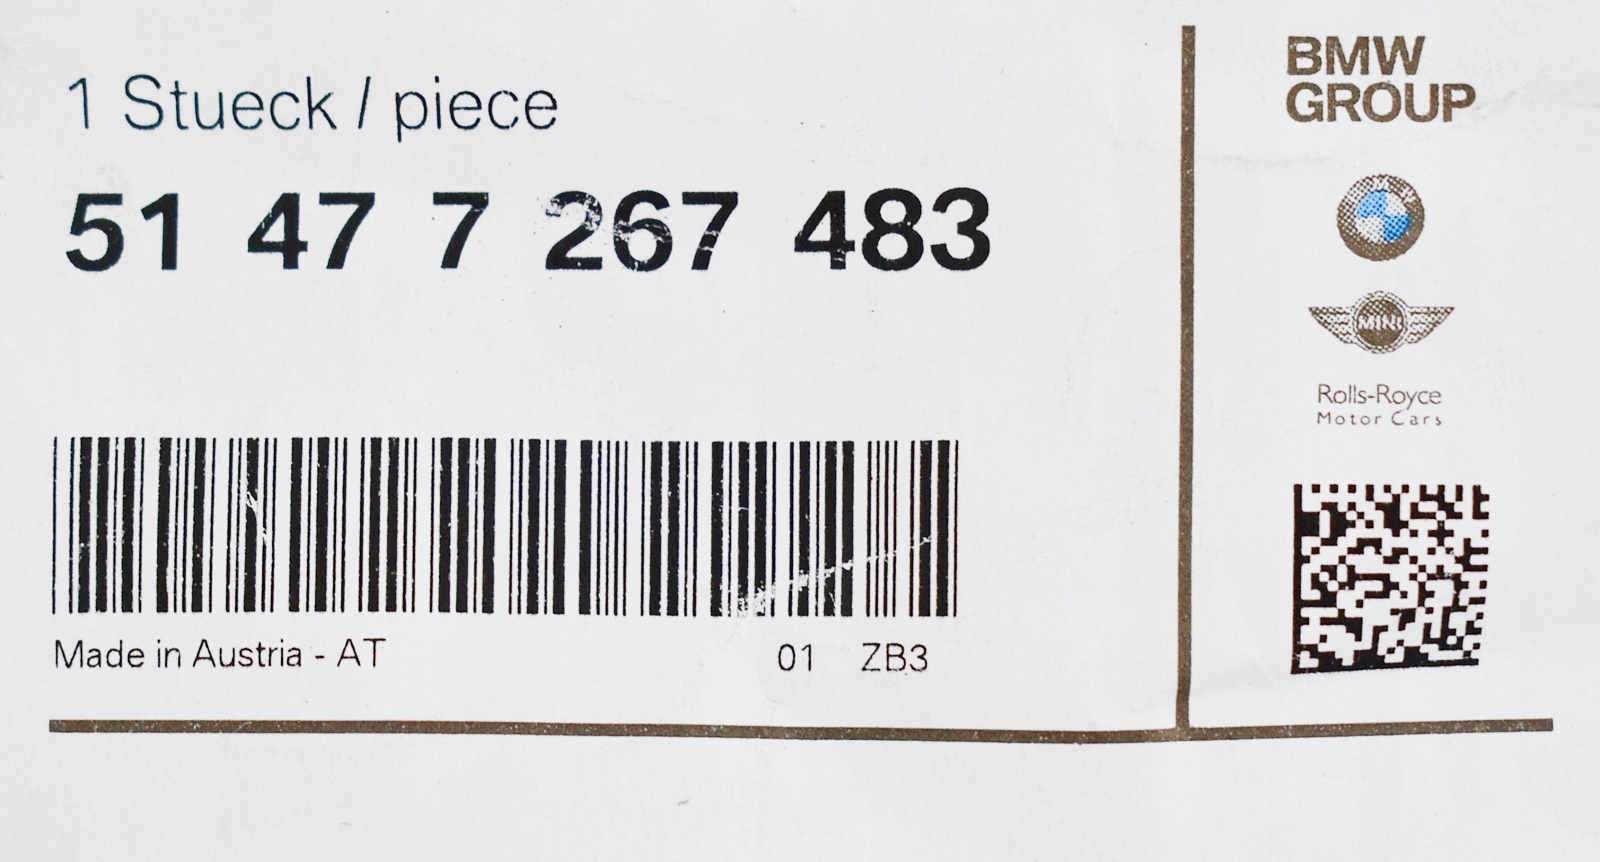 1 Stueck / piece
51 47 7 267 483
Made in Austria - AT
01 ZB3
BMW
GROUP
MINI
Rolls-Royce
Motor Cars